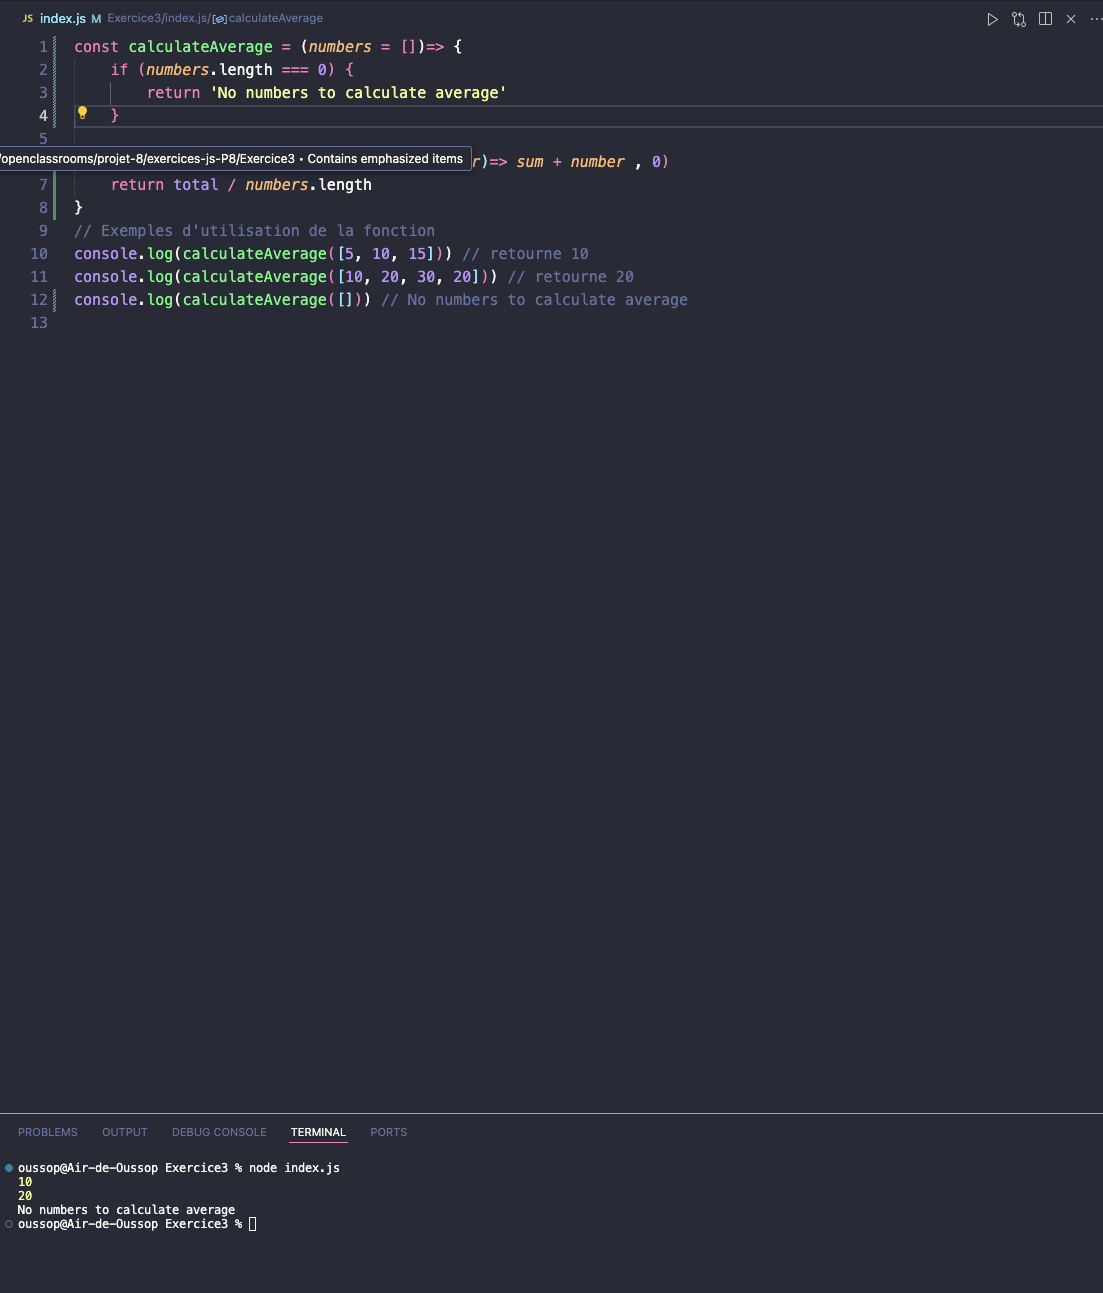 JS index.js M Exercice3/index.js/calculateAverage
1 const calculateAverage = (numbers = [])=> {
2 if (numbers.length === 0) {
3 return 'No numbers to calculate average'
4 }
5
/openclassrooms/projet-8/exercices-js-P8/Exercice3 • Contains emphasized items r)=> sum + number , 0)
7 return total / numbers.length
8 }
9 // Exemples d'utilisation de la fonction
10 console.log(calculateAverage([5, 10, 15])) // retourne 10
11 console.log(calculateAverage([10, 20, 30, 20])) // retourne 20
12 console.log(calculateAverage([])) // No numbers to calculate average
13
PROBLEMS OUTPUT DEBUG CONSOLE TERMINAL PORTS
oussop@Air-de-Oussop Exercice3 % node index.js
10
20
No numbers to calculate average
oussop@Air-de-Oussop Exercice3 %